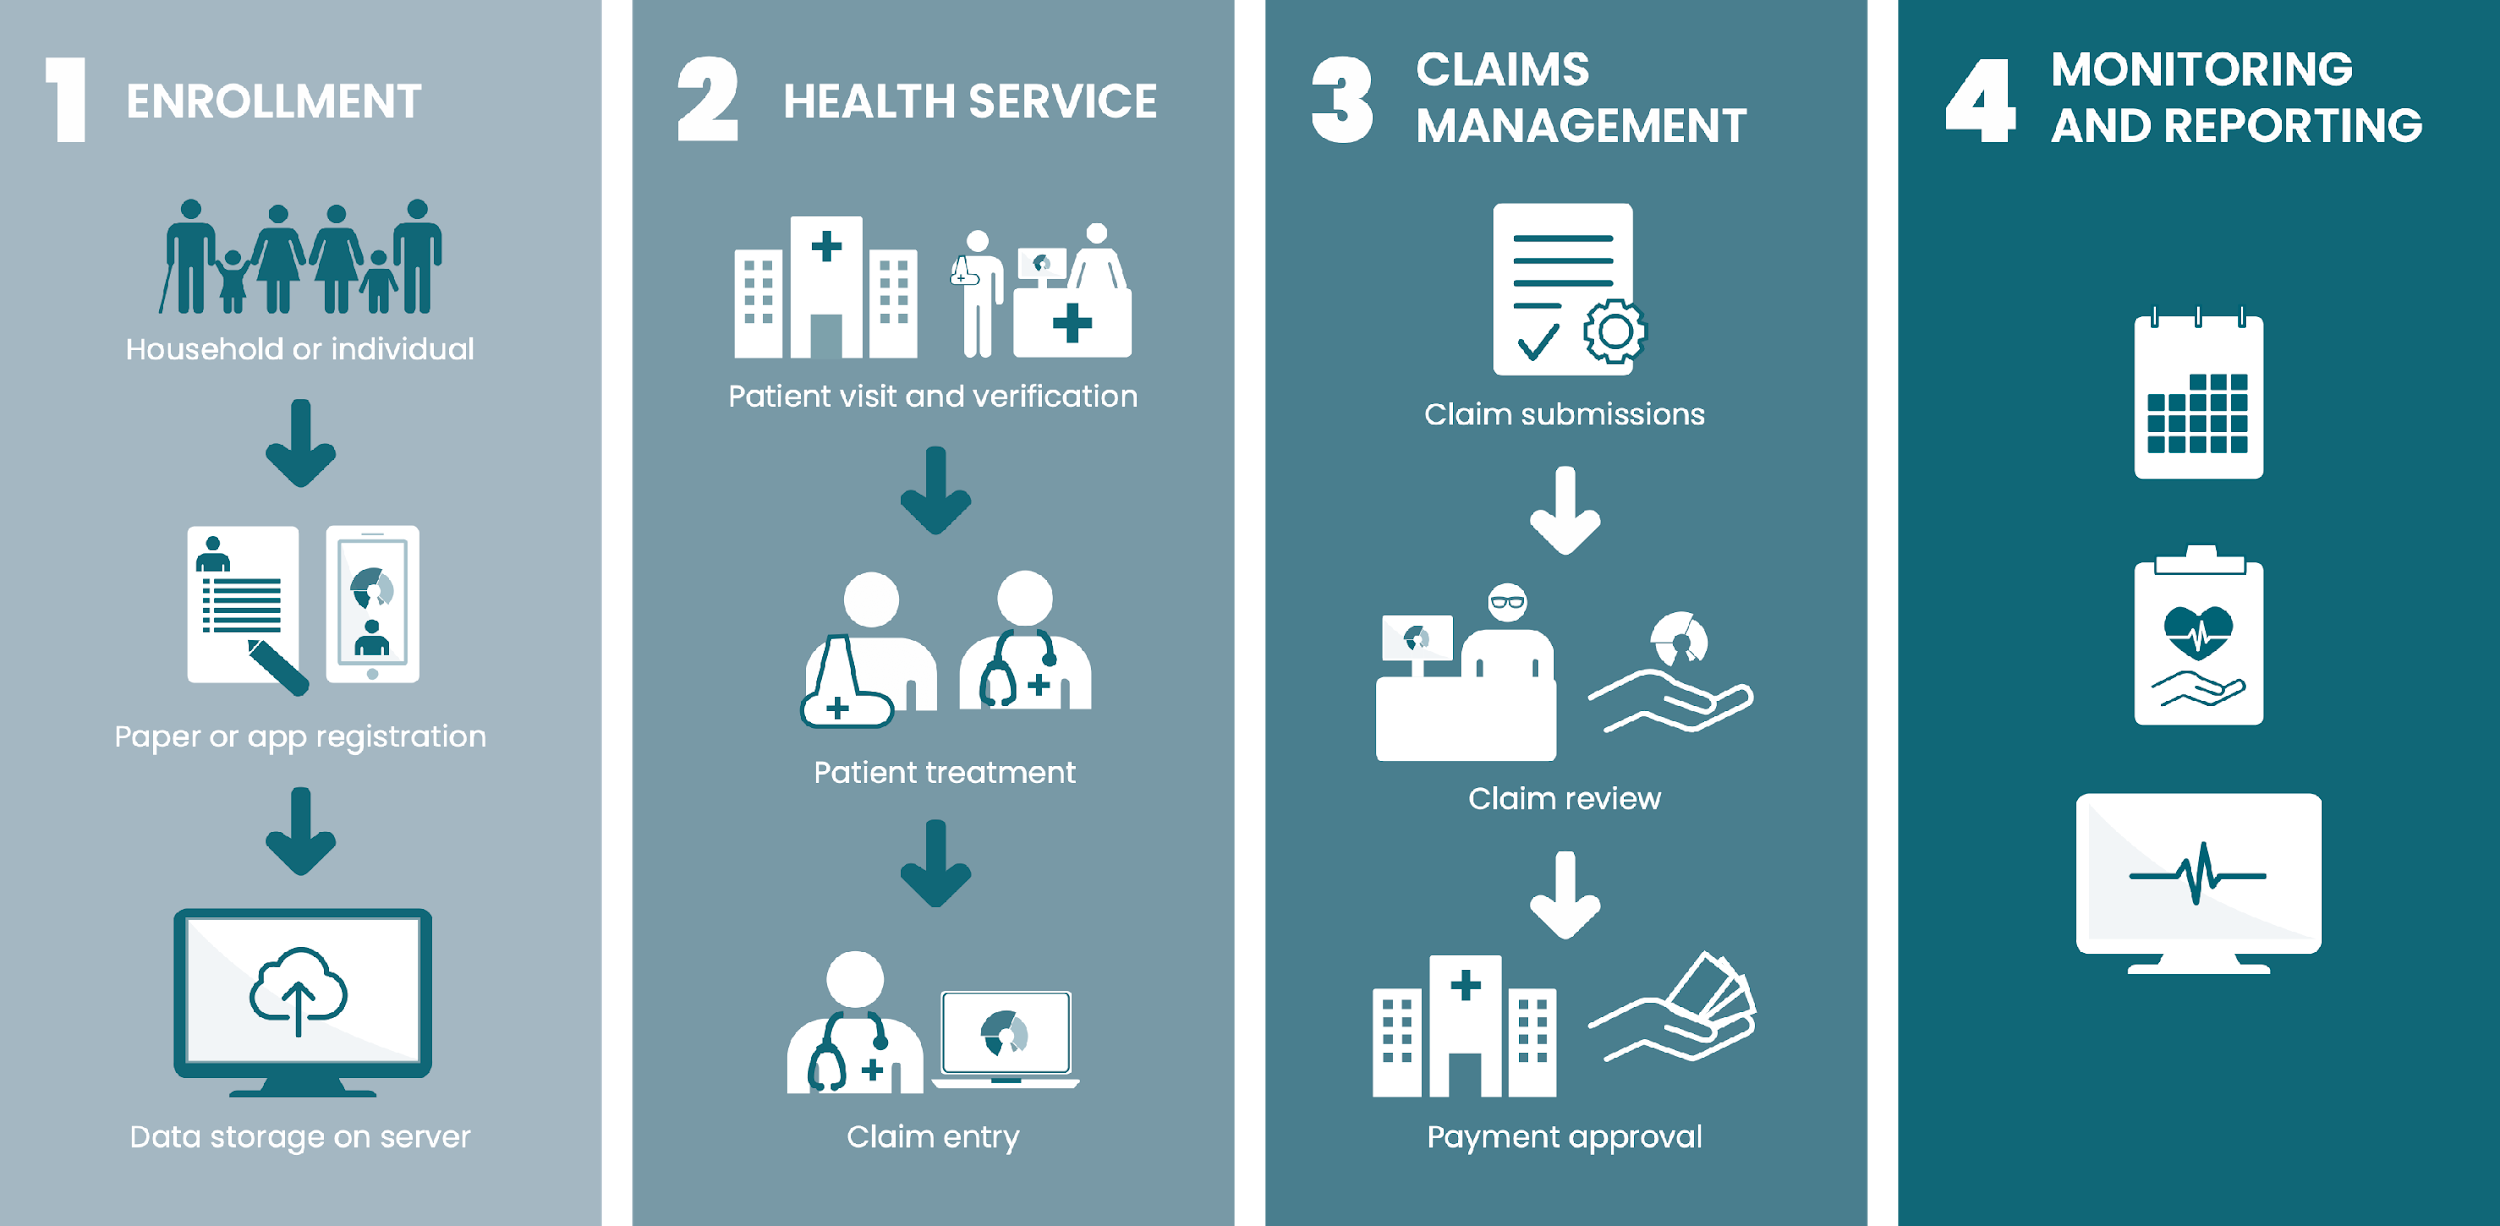 1
ENROLLMENT
Household or individual
Paper or app registration
Data storage on server
2
HEALTH SERVICE
Patient visit and verification
Patient treatment
Claim entry
3
CLAIMS
MANAGEMENT
Claim submissions
Claim review
Payment approval
4
MONITORING
AND REPORTING